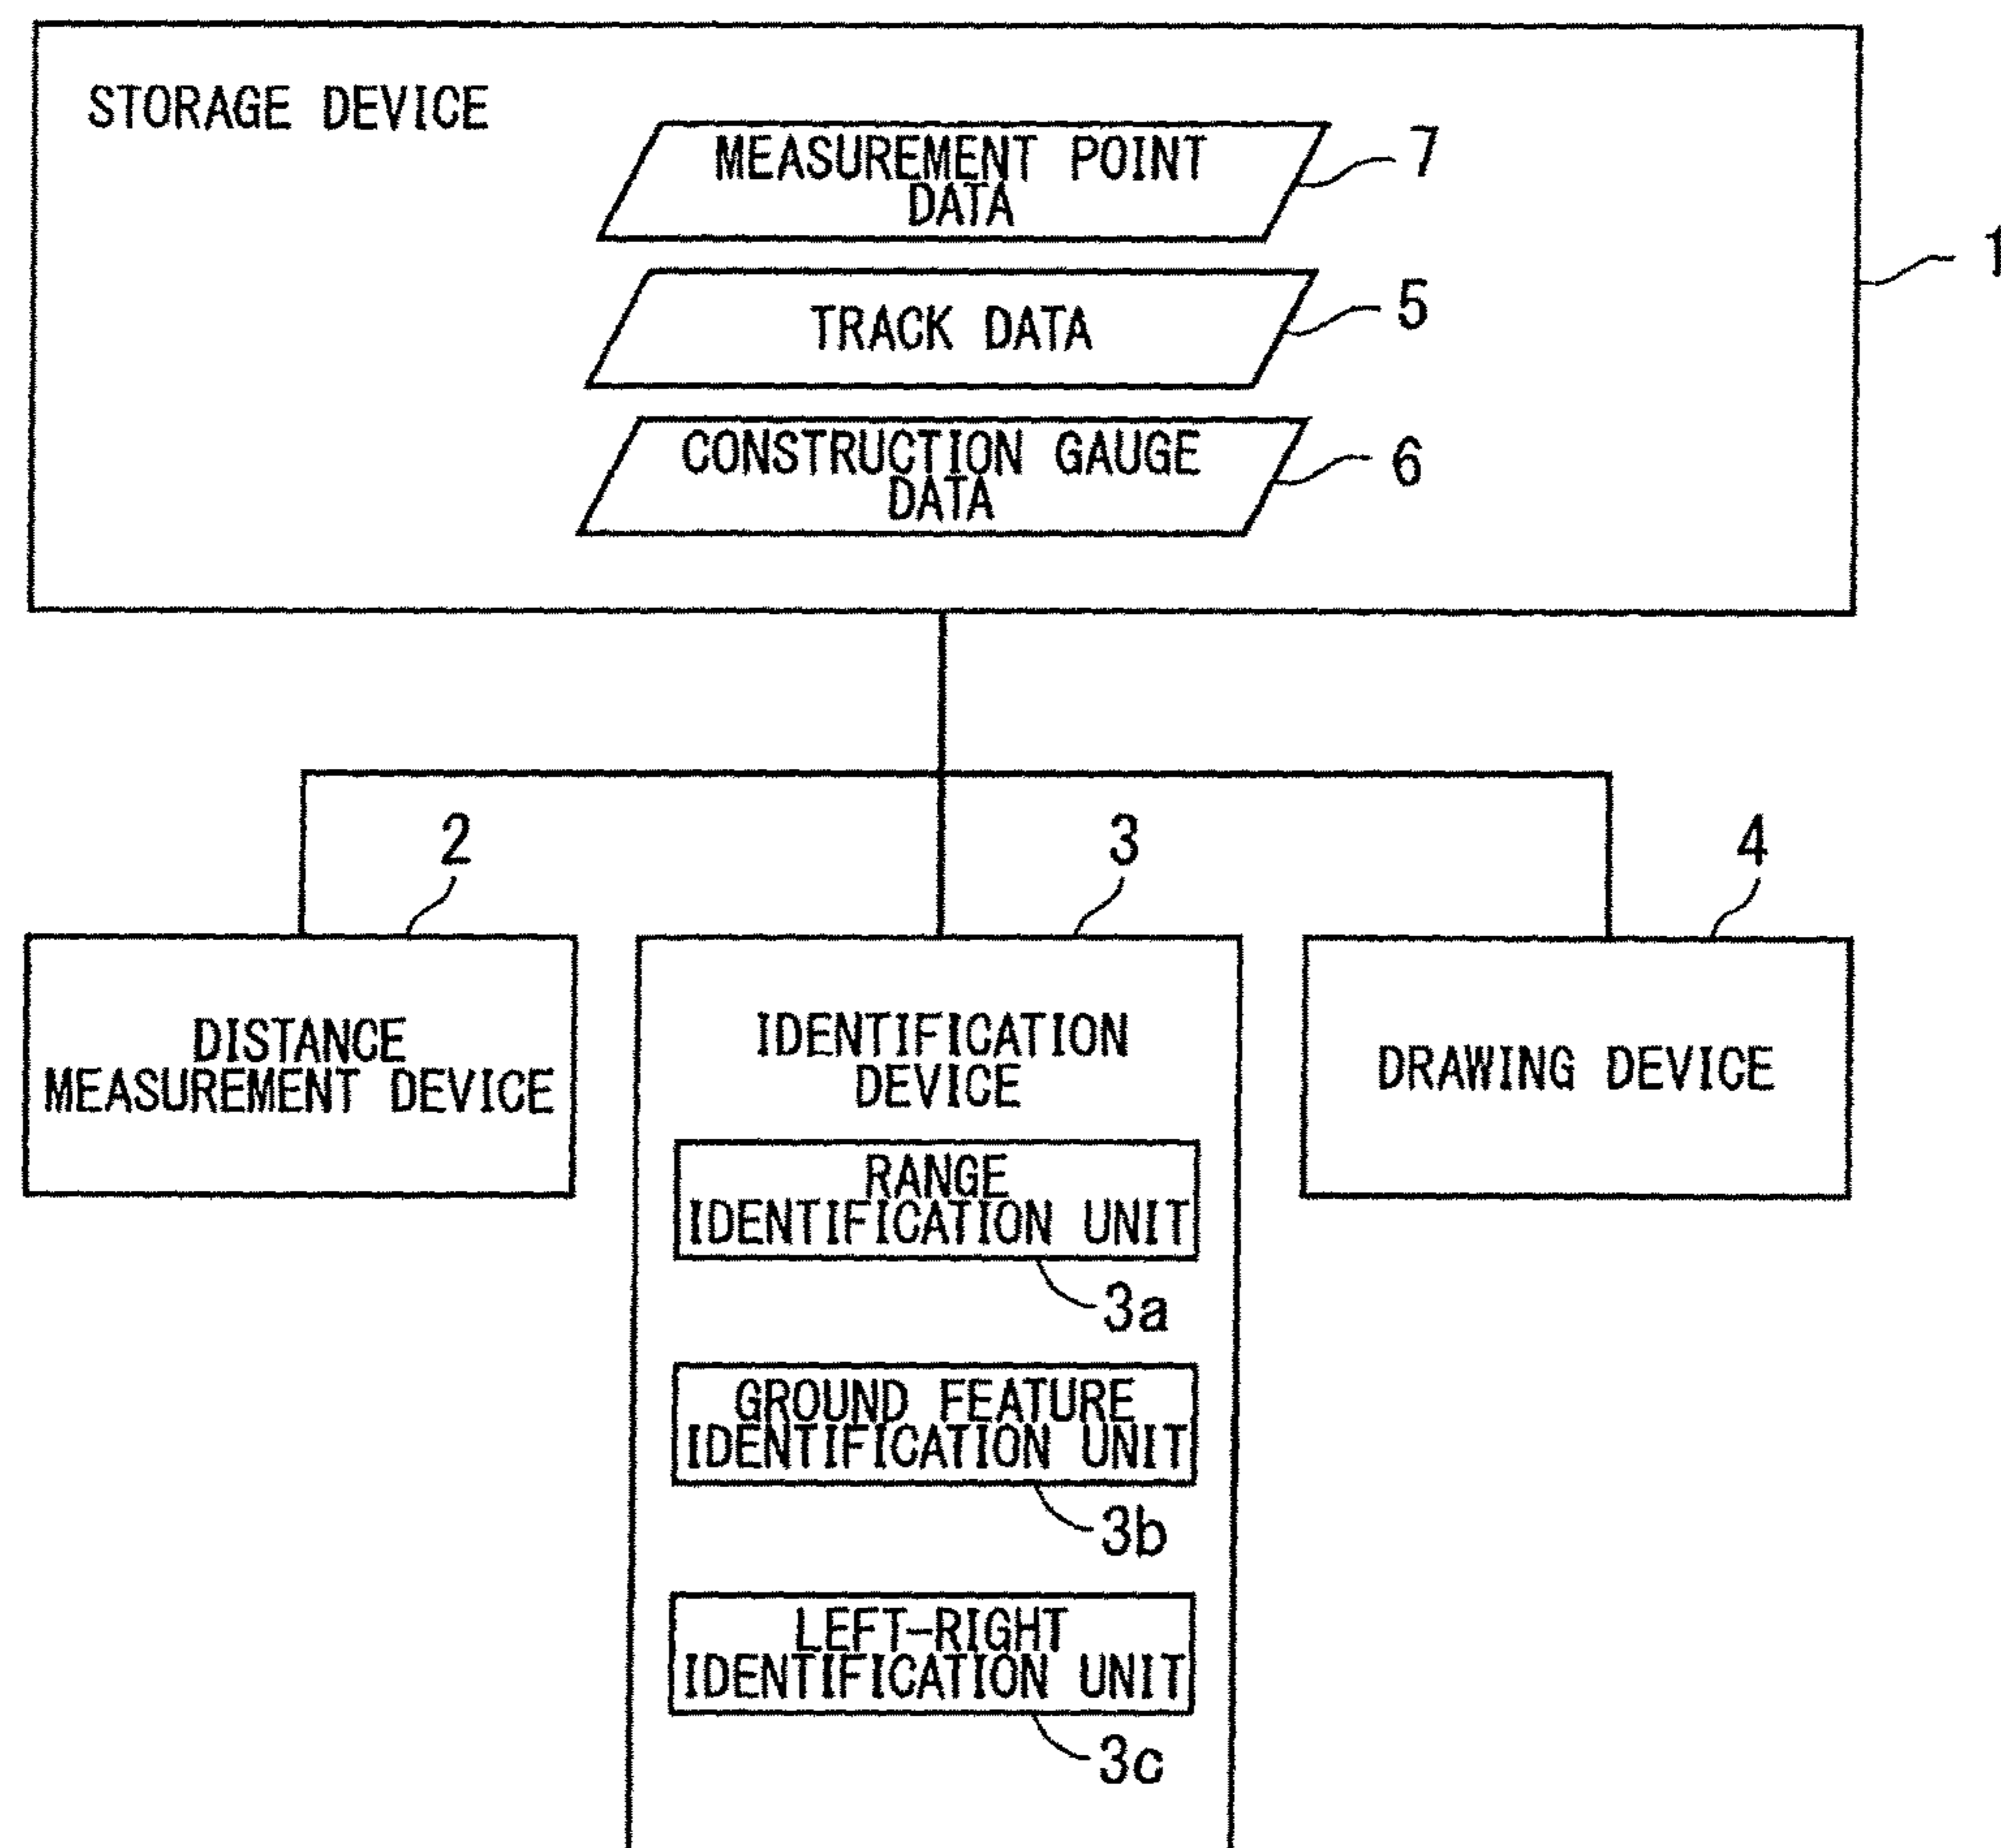 STORAGE DEVICE
MEASUREMENT POINT
DATA
7
TRACK DATA
5
CONSTRUCTION GAUGE
DATA
6
1
2
3
4
DISTANCE
MEASUREMENT DEVICE
IDENTIFICATION
DEVICE
DRAWING DEVICE
RANGE
IDENTIFICATION UNIT
3a
GROUND FEATURE
IDENTIFICATION UNIT
3b
LEFT-RIGHT
IDENTIFICATION UNIT
3c